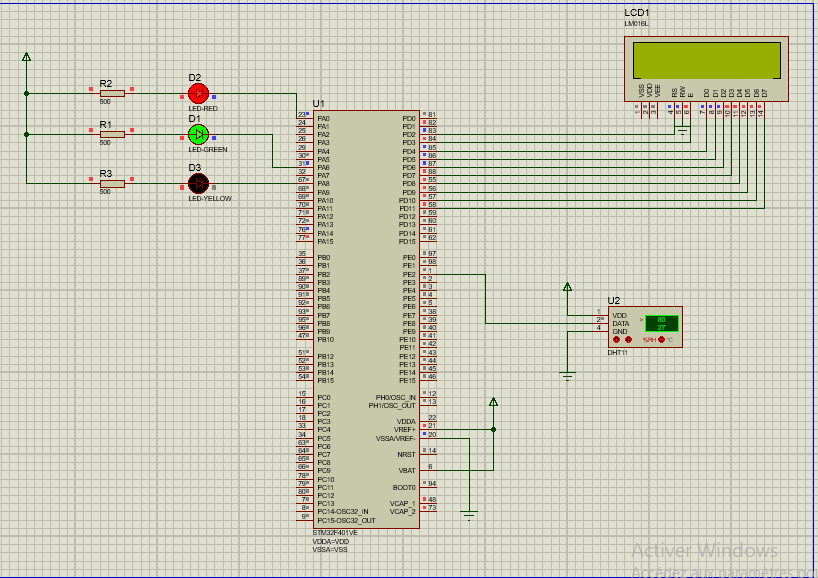 LCD1
LM016L
VSS
VDD
VEE
RS
RW
E
D0
D1
D2
D3
D4
D5
D6
D7
1
2
3
4
5
6
7
8
9
10
11
12
13
14
R2
500
D2
LED-RED
R1
500
D1
LED-GREEN
R3
500
D3
LED-YELLOW
U1
23 PA0 PD0 81
24 PA1 PD1 82
25 PA2 PD2 83
26 PA3 PD3 84
29 PA4 PD4 85
30 PA5 PD5 86
31 PA6 PD6 87
32 PA7 PD7 88
67 PA8 PD8 55
68 PA9 PD9 56
69 PA10 PD10 57
70 PA11 PD11 58
71 PA12 PD12 59
72 PA13 PD13 60
76 PA14 PD14 61
77 PA15 PD15 62
35 PB0 PE0 97
36 PB1 PE1 98
37 PB2 PE2 1
89 PB3 PE3 2
90 PB4 PE4 3
91 PB5 PE5 4
92 PB6 PE6 5
93 PB7 PE7 38
95 PB8 PE8 39
96 PB9 PE9 40
47 PB10 PE10 41
PE11 42
51 PB12 PE12 43
52 PB13 PE13 44
53 PB14 PE14 45
54 PB15 PE15 46
15 PC0 PH0/OSC_IN 12
16 PC1 PH1/OSC_OUT 13
17 PC2
18 PC3 VDDA 22
33 PC4 VREF+ 21
34 PC5 VSSA/VREF- 20
63 PC6
64 PC7 NRST 14
65 PC8
66 PC9 VBAT 6
78 PC10
79 PC11 BOOT0 94
80 PC12
7 PC13 VCAP_1 48
8 PC14-OSC32_IN VCAP_2 73
9 PC15-OSC32_OUT
STM32F401VE
VDDA=VDD
VSSA=VSS
U2
1 VDD
2 DATA
4 GND
80
27
%RH
°C
DHT11
Activer Windows
Accédez aux paramètres po